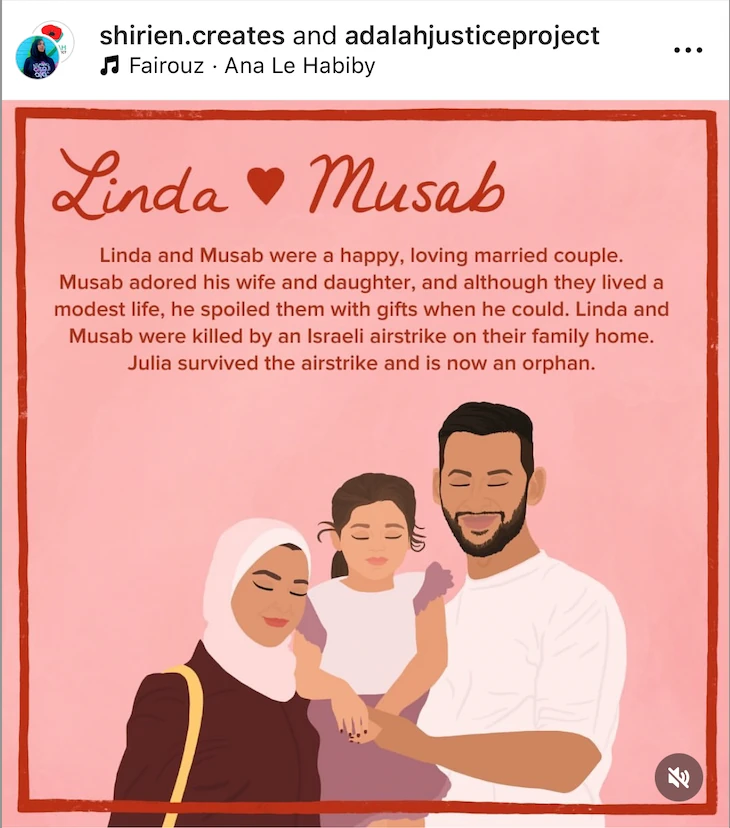 shirien.creates and adalahjusticeproject
Fairouz · Ana Le Habiby
Linda ♥ Musab
Linda and Musab were a happy, loving married couple.
Musab adored his wife and daughter, and although they lived a
modest life, he spoiled them with gifts when he could. Linda and
Musab were killed by an Israeli airstrike on their family home.
Julia survived the airstrike and is now an orphan.